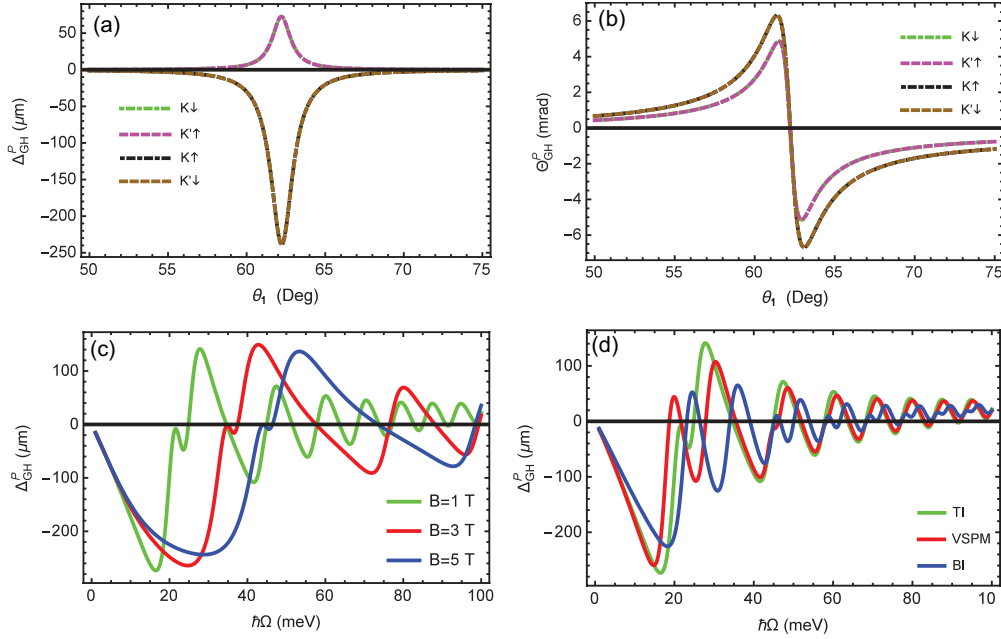 (a)
Δ^P_GH (μm)
50
0
−50
−100
−150
−200
−250
K↓
K'↑
K↑
K'↓
50 55 60 65 70 75
θ₁ (Deg)
(b)
Θ^P_GH (mrad)
6
4
2
0
−2
−4
−6
K↓
K'↑
K↑
K'↓
50 55 60 65 70 75
θ₁ (Deg)
(c)
Δ^P_GH (μm)
100
0
−100
−200
B=1 T
B=3 T
B=5 T
0 20 40 60 80 100
ℏΩ (meV)
(d)
Δ^P_GH (μm)
100
0
−100
−200
TI
VSPM
BI
0 20 40 60 80 10
ℏΩ (meV)